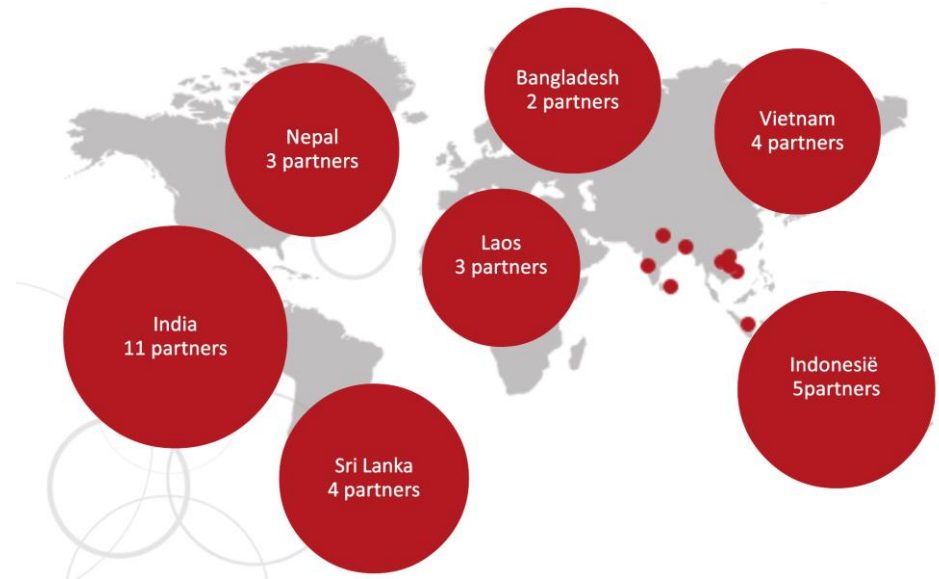 Bangladesh
2 partners
Vietnam
4 partners
Nepal
3 partners
Laos
3 partners
India
11 partners
Indonesië
5partners
Sri Lanka
4 partners